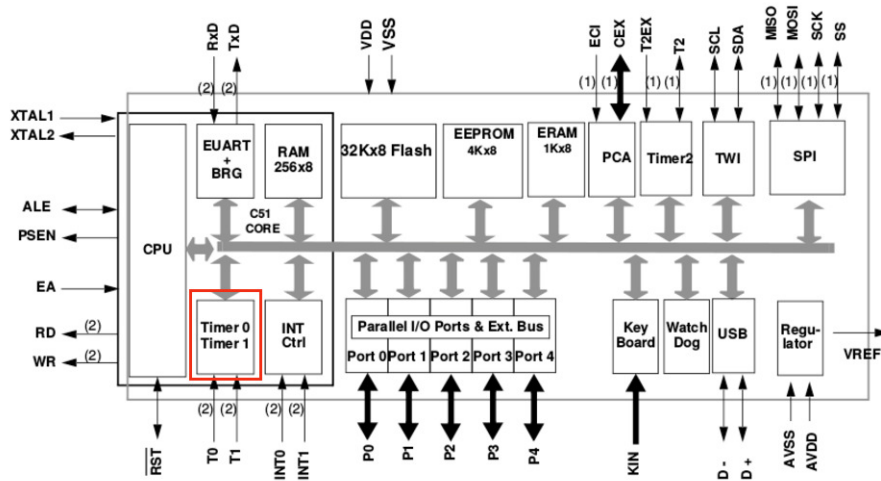 RxD
TxD
VDD
VSS
ECI
CEX
T2EX
T2
SCL
SDA
MISO
MOSI
SCK
SS
(2) (2)
(1) (1) (1) (1)
(1) (1) (1) (1)
XTAL1
XTAL2
EUART
+
BRG
RAM
256x8
32Kx8 Flash
EEPROM
4Kx8
ERAM
1Kx8
PCA
Timer2
TWI
SPI
ALE
PSEN
C51
CORE
CPU
EA
RD
(2)
WR
(2)
Timer 0
Timer 1
INT
Ctrl
Parallel I/O Ports & Ext. Bus
Port 0 Port 1 Port 2 Port 3 Port 4
Key
Board
Watch
Dog
USB
Regu-
lator
VREF
(2) (2) (2) (2)
RST
T0
T1
INT0
INT1
P0
P1
P2
P3
P4
KIN
D -
D +
AVSS
AVDD